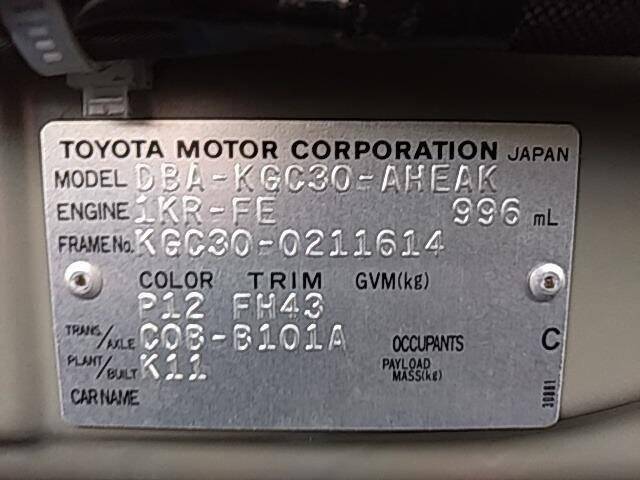 TOYOTA MOTOR CORPORATION JAPAN
MODEL DBA-KGC30-AHEAK
ENGINE 1KR-FE 996 mL
FRAME No. KGC30-0211614
COLOR TRIM GVM(kg)
P12 FH43
TRANS/AXLE C0B-B101A OCCUPANTS C
PLANT/BUILT K11 PAYLOAD MASS(kg)
CAR NAME